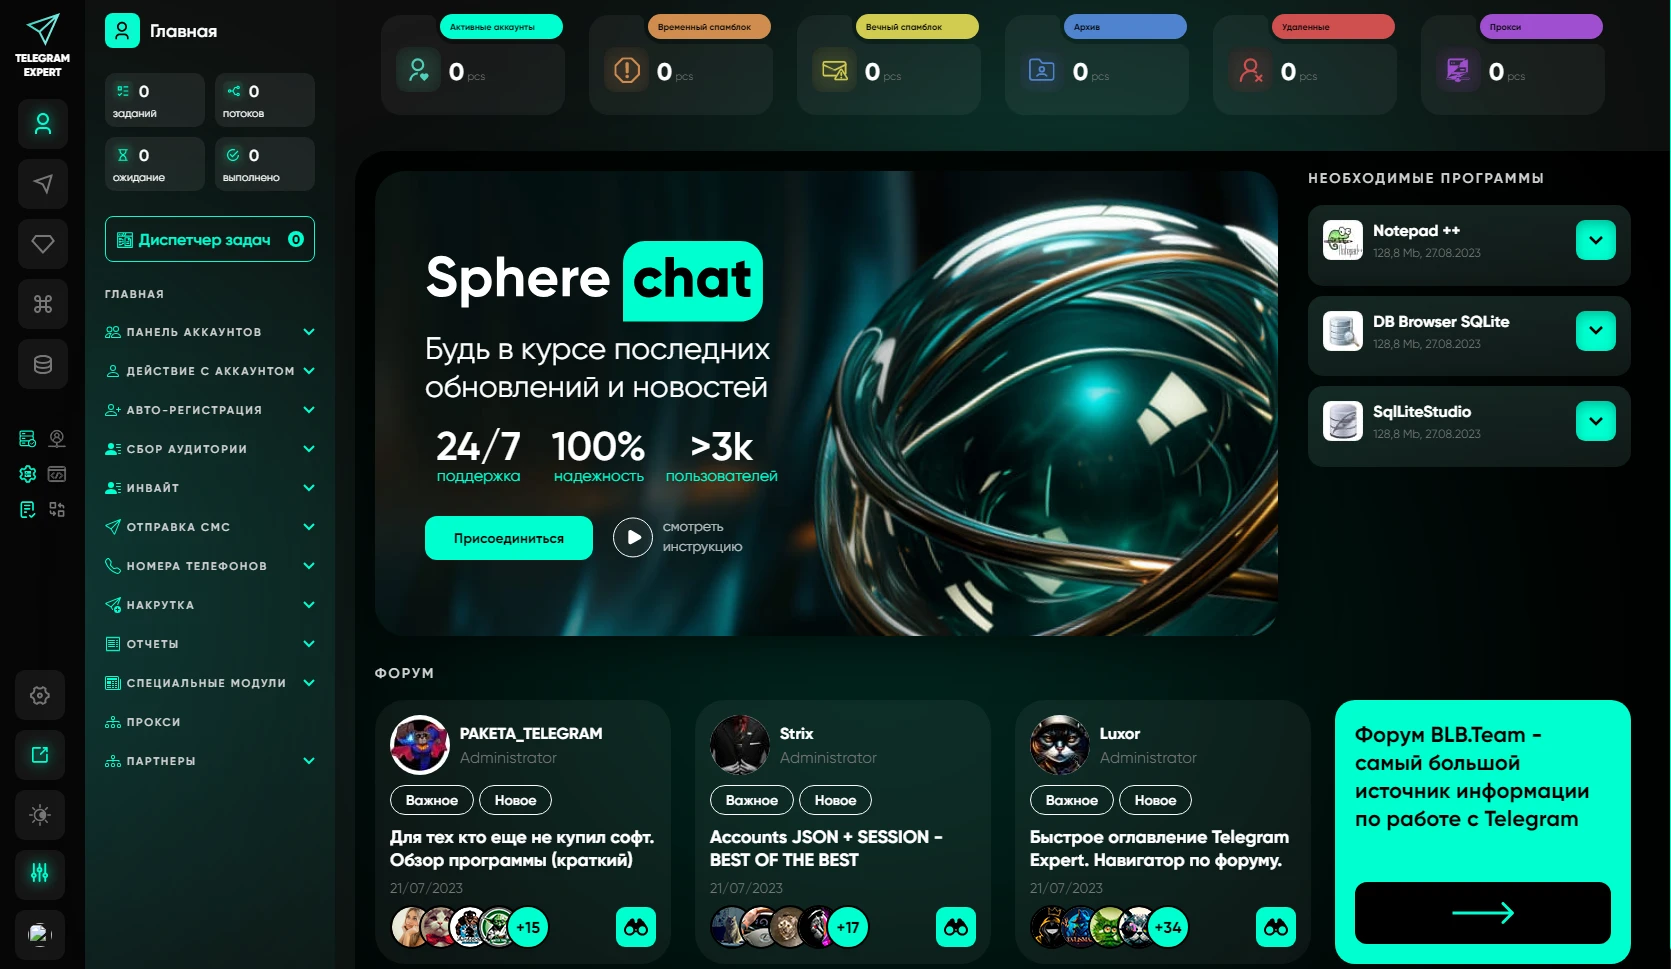 TELEGRAM
EXPERT
Главная
0
заданий
0
потоков
0
ожидание
0
выполнено
Диспетчер задач 0
ГЛАВНАЯ
ПАНЕЛЬ АККАУНТОВ
ДЕЙСТВИЕ С АККАУНТОМ
АВТО-РЕГИСТРАЦИЯ
СБОР АУДИТОРИИ
ИНВАЙТ
ОТПРАВКА СМС
НОМЕРА ТЕЛЕФОНОВ
НАКРУТКА
ОТЧЕТЫ
СПЕЦИАЛЬНЫЕ МОДУЛИ
ПРОКСИ
ПАРТНЕРЫ
Активные аккаунты
0 pcs
Временный спамблок
0 pcs
Вечный спамблок
0 pcs
Архив
0 pcs
Удаленные
0 pcs
Прокси
0 pcs
Sphere chat
Будь в курсе последних
обновлений и новостей
24/7
поддержка
100%
надежность
>3k
пользователей
Присоединиться
смотреть
инструкцию
НЕОБХОДИМЫЕ ПРОГРАММЫ
Notepad ++
128,8 Mb, 27.08.2023
DB Browser SQLite
128,8 Mb, 27.08.2023
SqlLiteStudio
128,8 Mb, 27.08.2023
ФОРУМ
PAKETA_TELEGRAM
Administrator
Важное
Новое
Для тех кто еще не купил софт.
Обзор программы (краткий)
21/07/2023
+15
Strix
Administrator
Важное
Новое
Accounts JSON + SESSION -
BEST OF THE BEST
21/07/2023
+17
Luxor
Administrator
Важное
Новое
Быстрое оглавление Telegram
Expert. Навигатор по форуму.
21/07/2023
+34
Форум BLB.Team -
самый большой
источник информации
по работе с Telegram